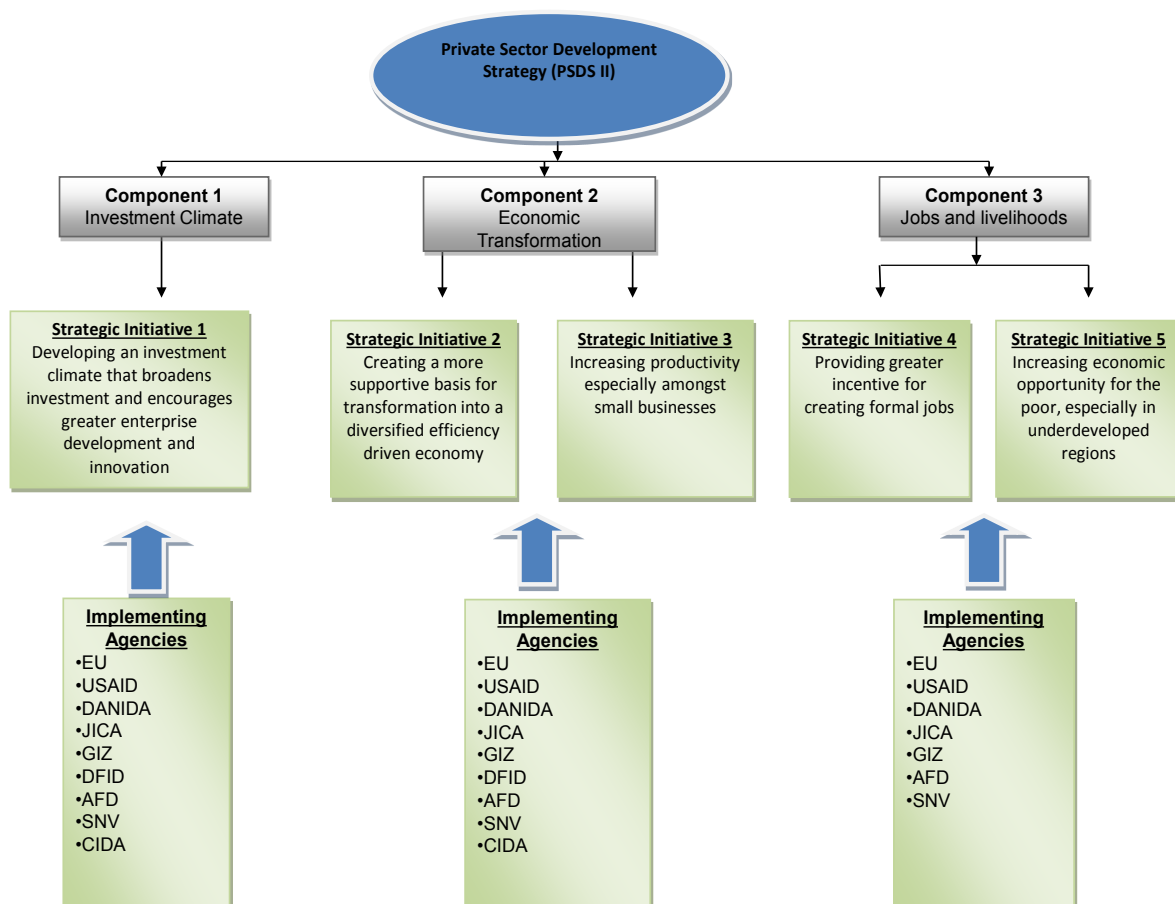 Private Sector Development
Strategy (PSDS II)
Component 1
Investment Climate
Component 2
Economic
Transformation
Component 3
Jobs and livelihoods
Strategic Initiative 1
Developing an investment
climate that broadens
investment and encourages
greater enterprise
development and
innovation
Strategic Initiative 2
Creating a more
supportive basis for
transformation into a
diversified efficiency
driven economy
Strategic Initiative 3
Increasing productivity
especially amongst
small businesses
Strategic Initiative 4
Providing greater
incentive for
creating formal jobs
Strategic Initiative 5
Increasing economic
opportunity for the
poor, especially in
underdeveloped
regions
Implementing
Agencies
•EU
•USAID
•DANIDA
•JICA
•GIZ
•DFID
•AFD
•SNV
•CIDA
Implementing
Agencies
•EU
•USAID
•DANIDA
•JICA
•GIZ
•DFID
•AFD
•SNV
•CIDA
Implementing
Agencies
•EU
•USAID
•DANIDA
•JICA
•GIZ
•AFD
•SNV